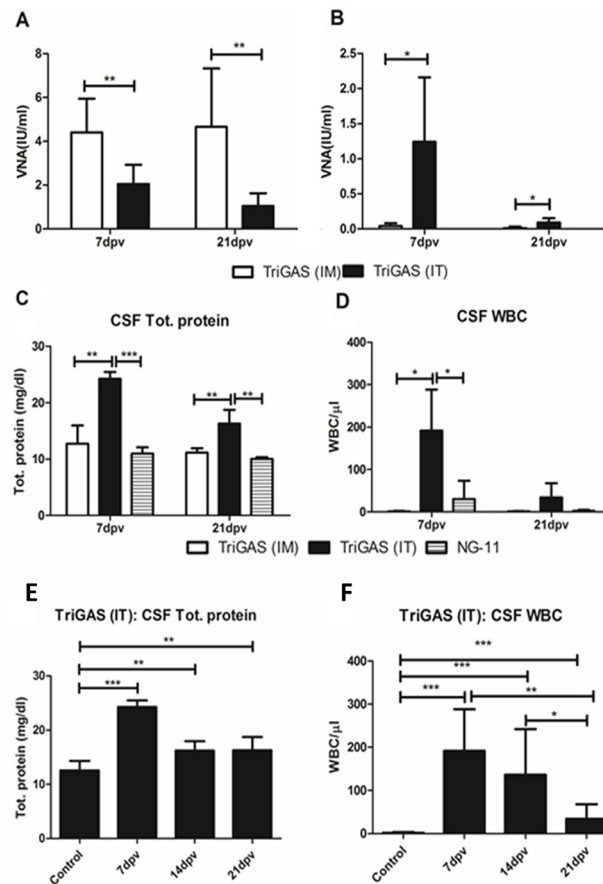 A
B
**
**
8
6
4
2
0
VNA(IU/ml)
7dpv
21dpv
*
*
2.5
2.0
1.5
1.0
0.5
0.0
VNA(IU/ml)
7dpv
21dpv
TriGAS (IM) TriGAS (IT)
C
D
CSF Tot. protein
CSF WBC
30
20
10
0
Tot. protein (mg/dl)
** ***
** **
7dpv
21dpv
400
300
200
100
0
WBC/µl
* *
7dpv
21dpv
TriGAS (IM) TriGAS (IT) NG-11
E
F
TriGAS (IT): CSF Tot. protein
TriGAS (IT): CSF WBC
30
20
10
0
Tot. protein (mg/dl)
**
**
***
Control
7dpv
14dpv
21dpv
400
300
200
100
0
WBC/µl
***
***
*** **
*
Control
7dpv
14dpv
21dpv